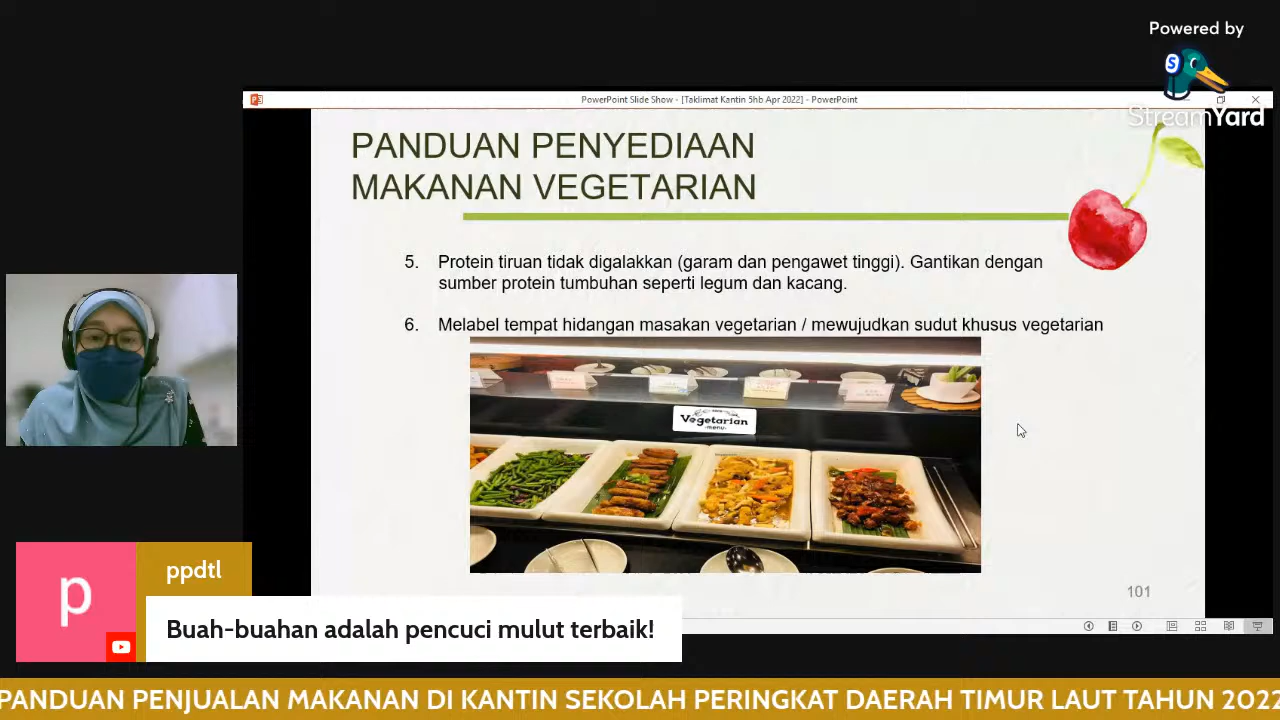 Powered by
StreamYard
PowerPoint Slide Show - [Taklimat Kantin 5hb Apr 2022] - PowerPoint
PANDUAN PENYEDIAAN
MAKANAN VEGETARIAN
5. Protein tiruan tidak digalakkan (garam dan pengawet tinggi). Gantikan dengan
sumber protein tumbuhan seperti legum dan kacang.
6. Melabel tempat hidangan masakan vegetarian / mewujudkan sudut khusus vegetarian
Vegetarian
menu
101
p
ppdtl
Buah-buahan adalah pencuci mulut terbaik!
PANDUAN PENJUALAN MAKANAN DI KANTIN SEKOLAH PERINGKAT DAERAH TIMUR LAUT TAHUN 2022